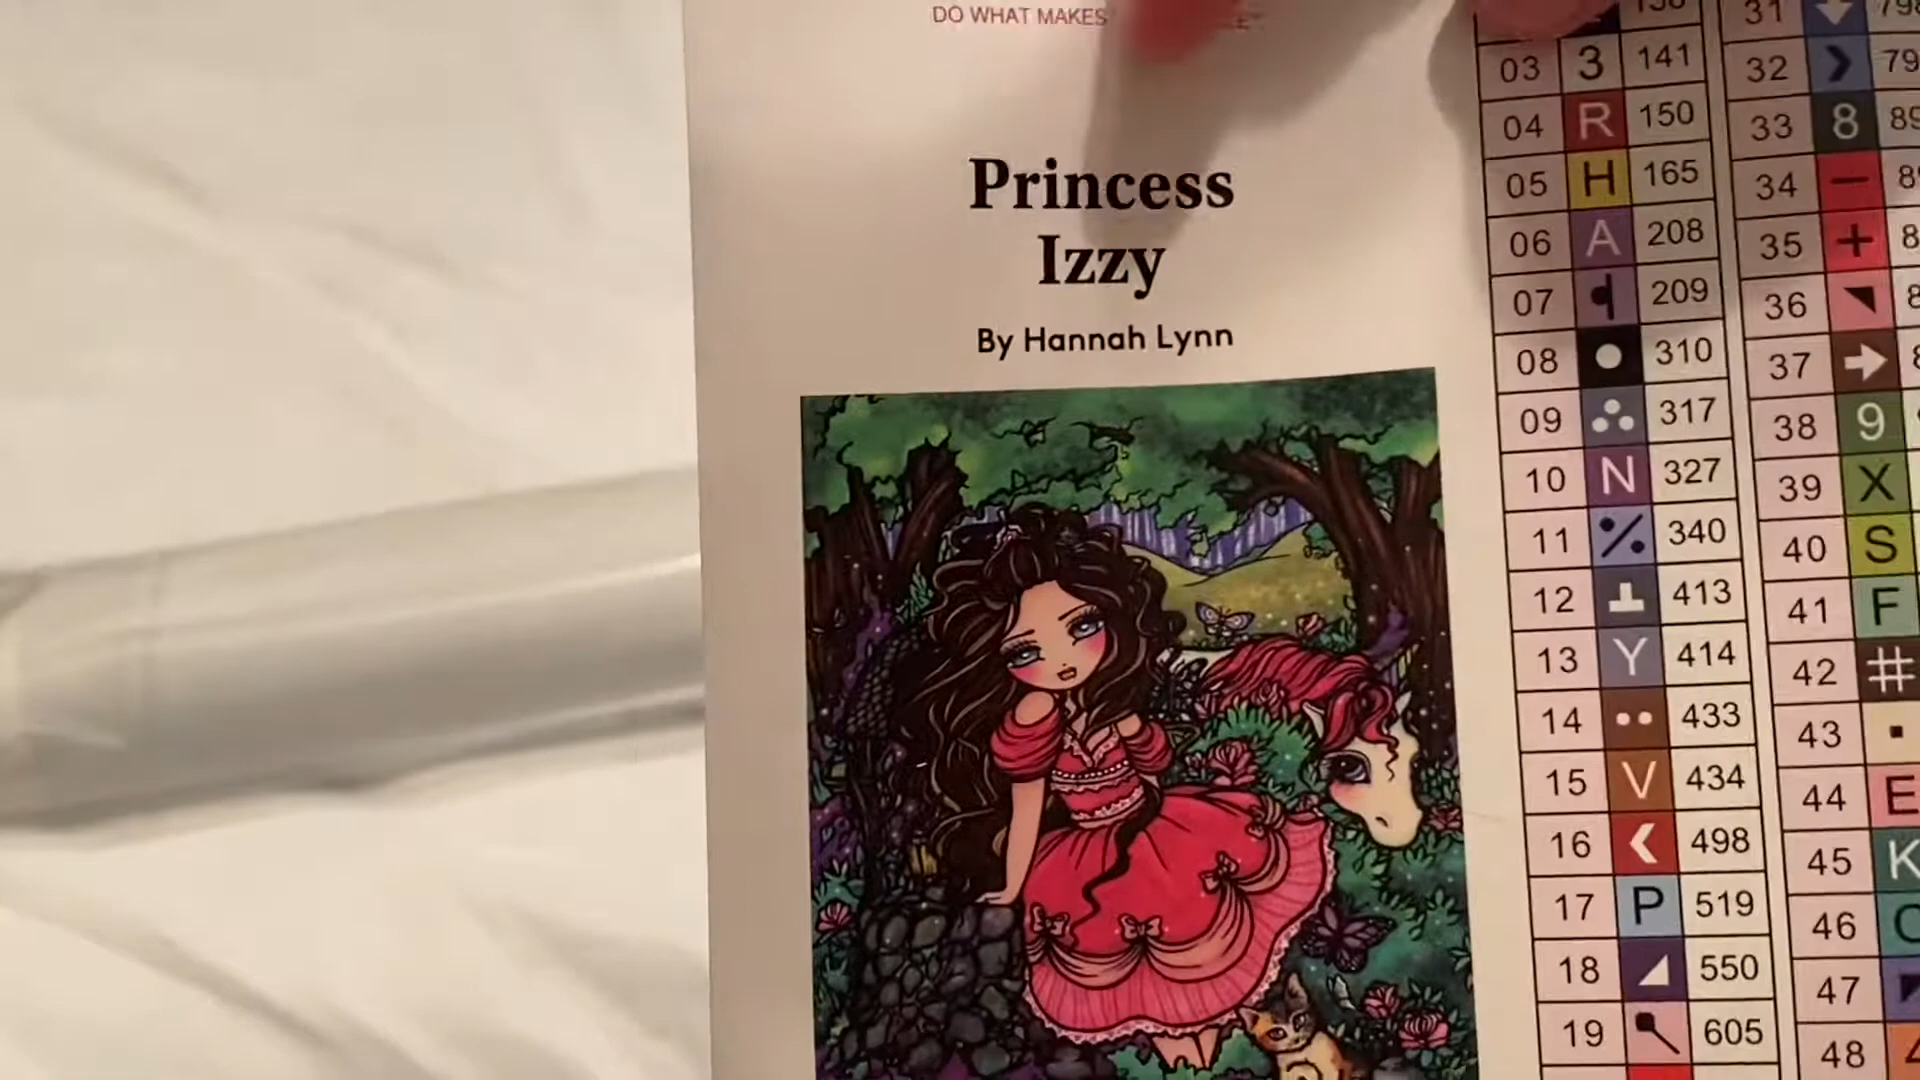 DO WHAT MAKES
Princess
Izzy
By Hannah Lynn
31
03 3 141 32
04 R 150 33 8
05 H 165 34 —
06 A 208 35 +
07 209 36
08 310 37
09 317 38 9
10 N 327 39 X
11 340 40 S
12 413 41 F
13 Y 414 42 #
14 433 43
15 V 434 44 E
16 498 45 K
17 P 519 46
18 550 47
19 605 48